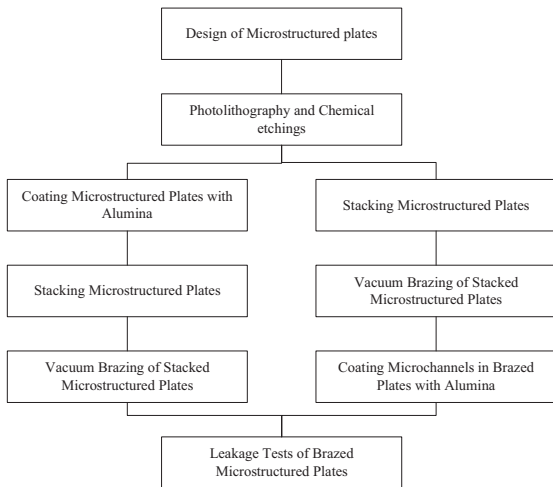 Design of Microstructured plates
Photolithography and Chemical
etchings
Coating Microstructured Plates with
Alumina
Stacking Microstructured Plates
Vacuum Brazing of Stacked
Microstructured Plates
Stacking Microstructured Plates
Vacuum Brazing of Stacked
Microstructured Plates
Coating Microchannels in Brazed
Plates with Alumina
Leakage Tests of Brazed
Microstructured Plates